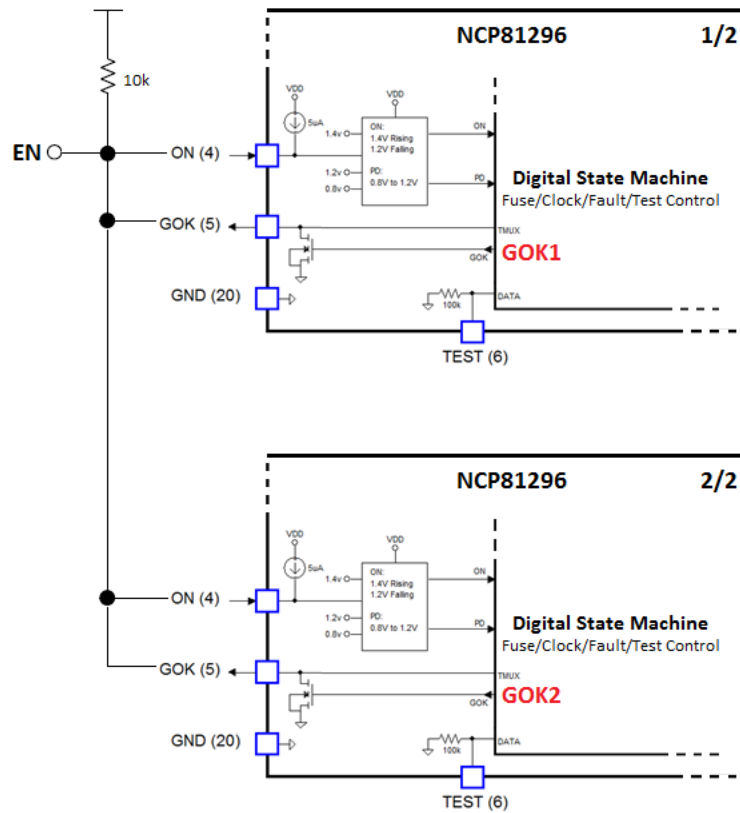 NCP81296 1/2
10k
VDD
VDD
5uA
1.4v
ON:
1.4V Rising
1.2V Falling
ON
EN
ON (4)
1.2v
PD:
0.8V to 1.2V
0.8v
PD
Digital State Machine
Fuse/Clock/Fault/Test Control
GOK (5)
TMUX
GOK
GOK1
GND (20)
100k
DATA
TEST (6)
NCP81296 2/2
VDD
VDD
5uA
1.4v
ON:
1.4V Rising
1.2V Falling
ON
ON (4)
1.2v
PD:
0.8V to 1.2V
0.8v
PD
Digital State Machine
Fuse/Clock/Fault/Test Control
GOK (5)
TMUX
GOK
GOK2
GND (20)
100k
DATA
TEST (6)